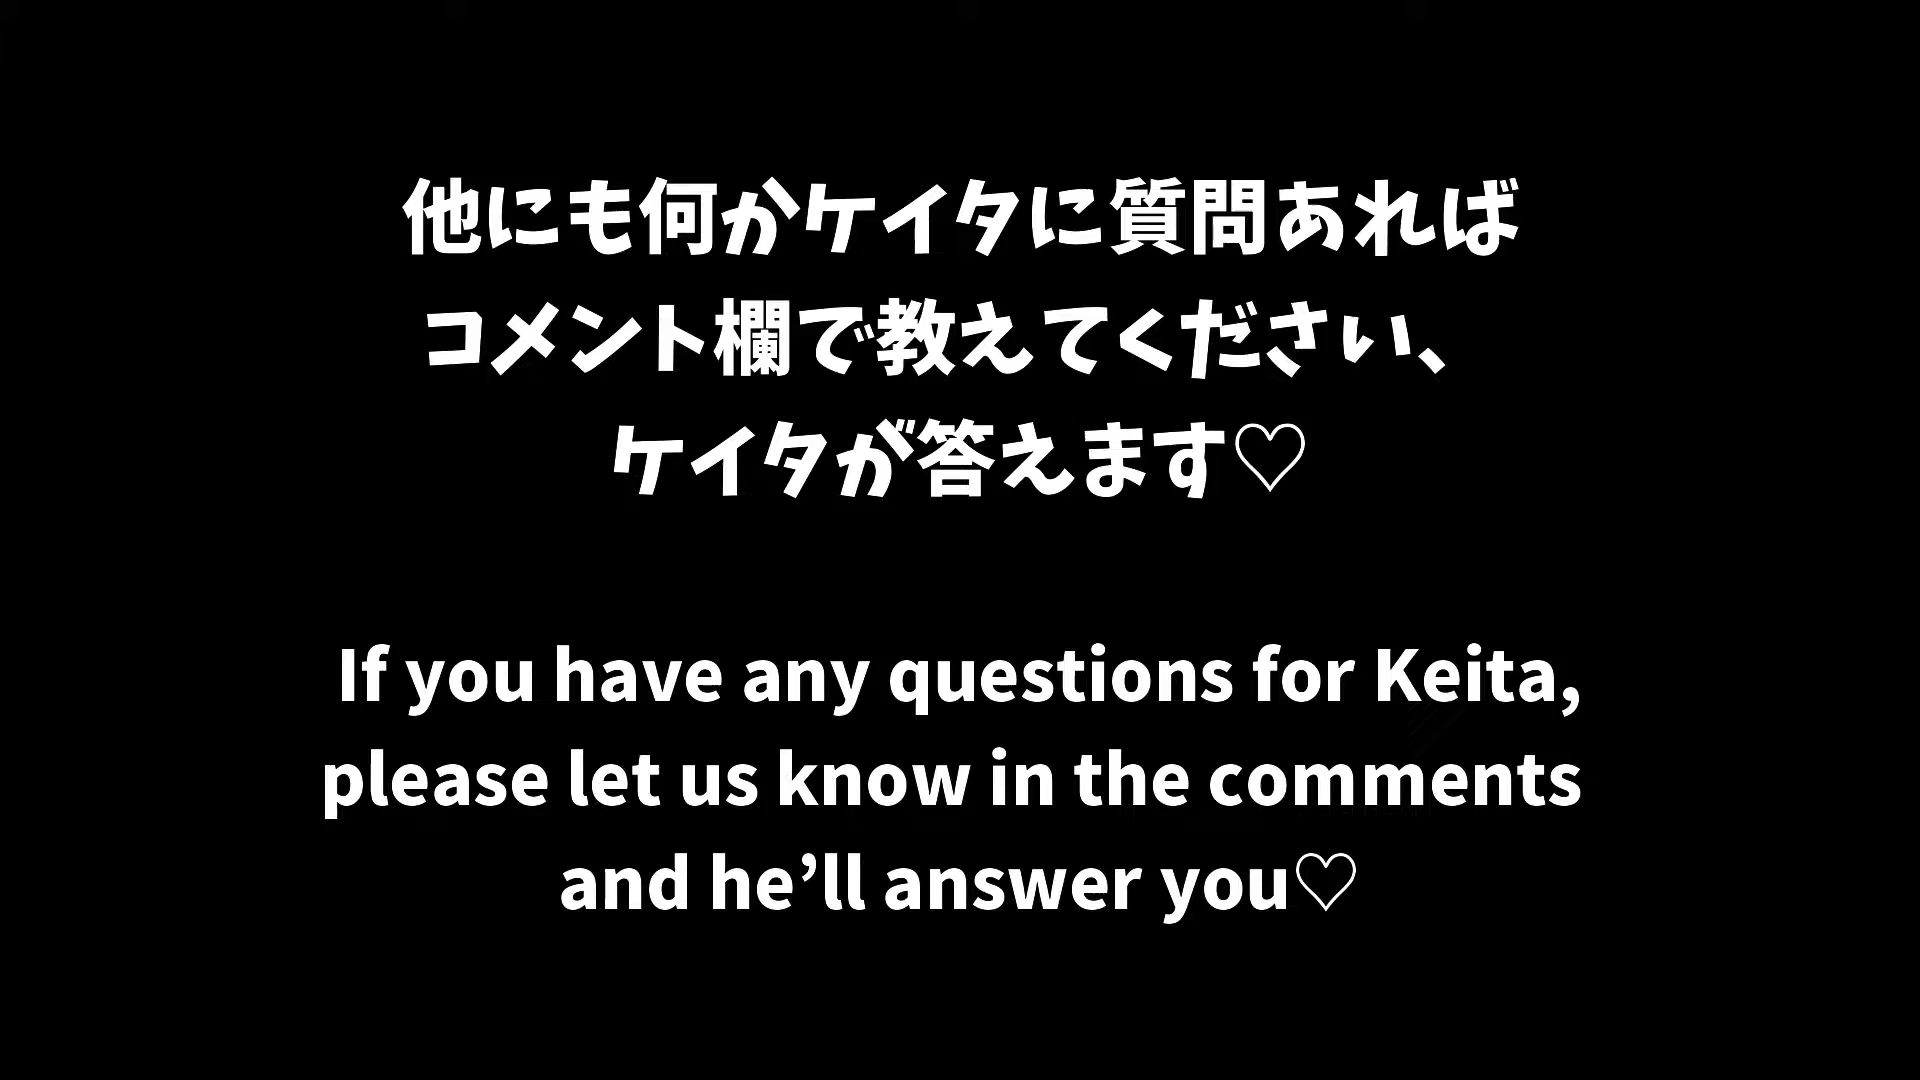 他にも何かケイタに質問あれば
コメント欄で教えてください、
ケイタが答えます♡
If you have any questions for Keita,
please let us know in the comments
and he’ll answer you♡